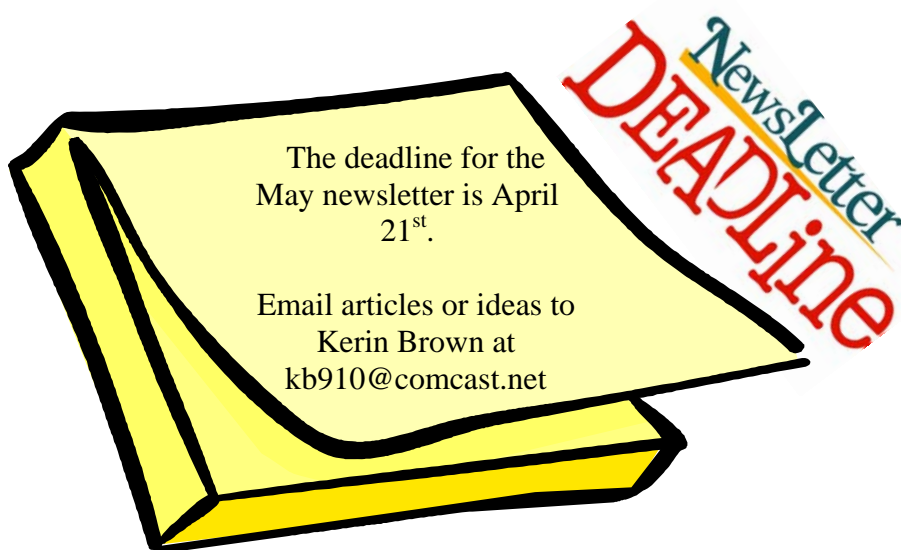 NewsLetter
DEADLine
The deadline for the
May newsletter is April
21st.
Email articles or ideas to
Kerin Brown at
kb910@comcast.net